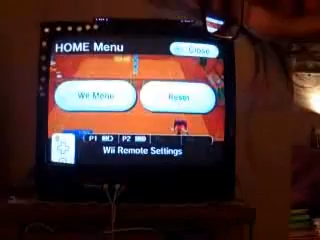 HOME Menu
Close
Wii Menu
Reset
P1 P2
Wii Remote Settings